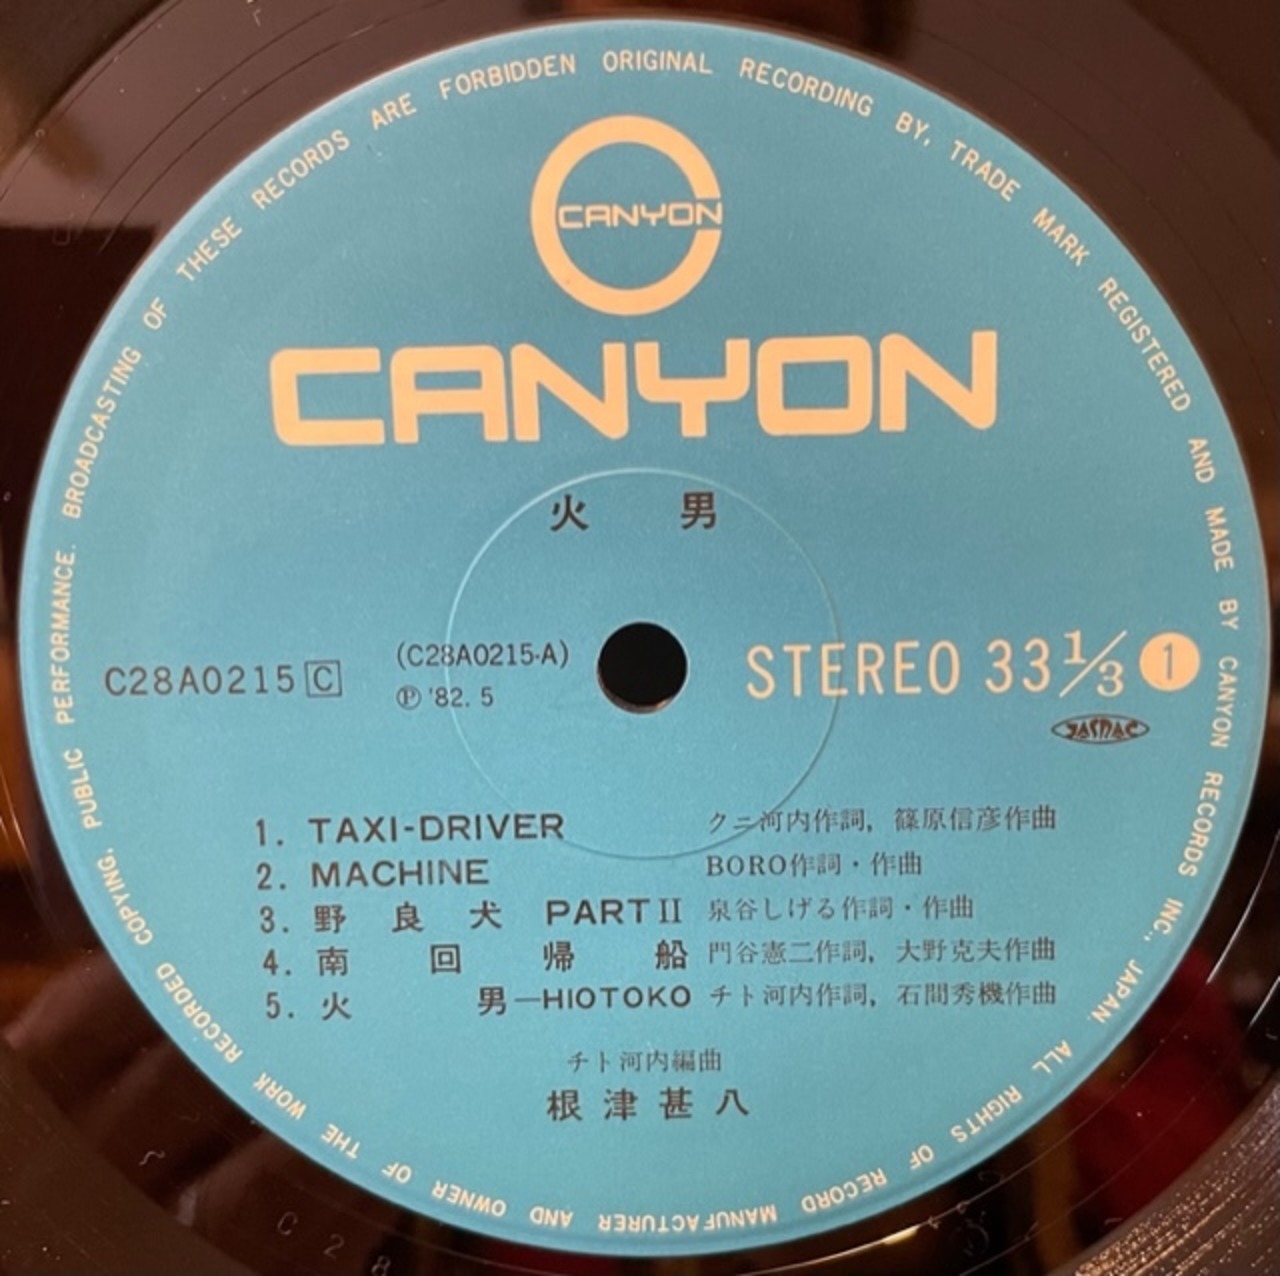 BROADCASTING OF THESE RECORDS ARE FORBIDDEN ORIGINAL RECORDING BY, TRADE MARK REGISTERED AND MADE BY CANYON RECORDS INC., JAPAN. ALL RIGHTS OF RECORD MANUFACTURER AND OWNER OF THE WORK RECORDED COPYING, PUBLIC PERFORMANCE.
CANYON
CANYON
火 男
C28A0215 C
(C28A0215-A)
Ⓟ '82. 5
STEREO 33 1/3 1
JASRAC
1. TAXI-DRIVER クニ河内作詞, 篠原信彦作曲
2. MACHINE BORO作詞・作曲
3. 野良犬 PART II 泉谷しげる作詞・作曲
4. 南回帰船 門谷憲二作詞, 大野克夫作曲
5. 火男—HIOTOKO チト河内作詞, 石間秀機作曲
チト河内編曲
根津甚八
C 2 8